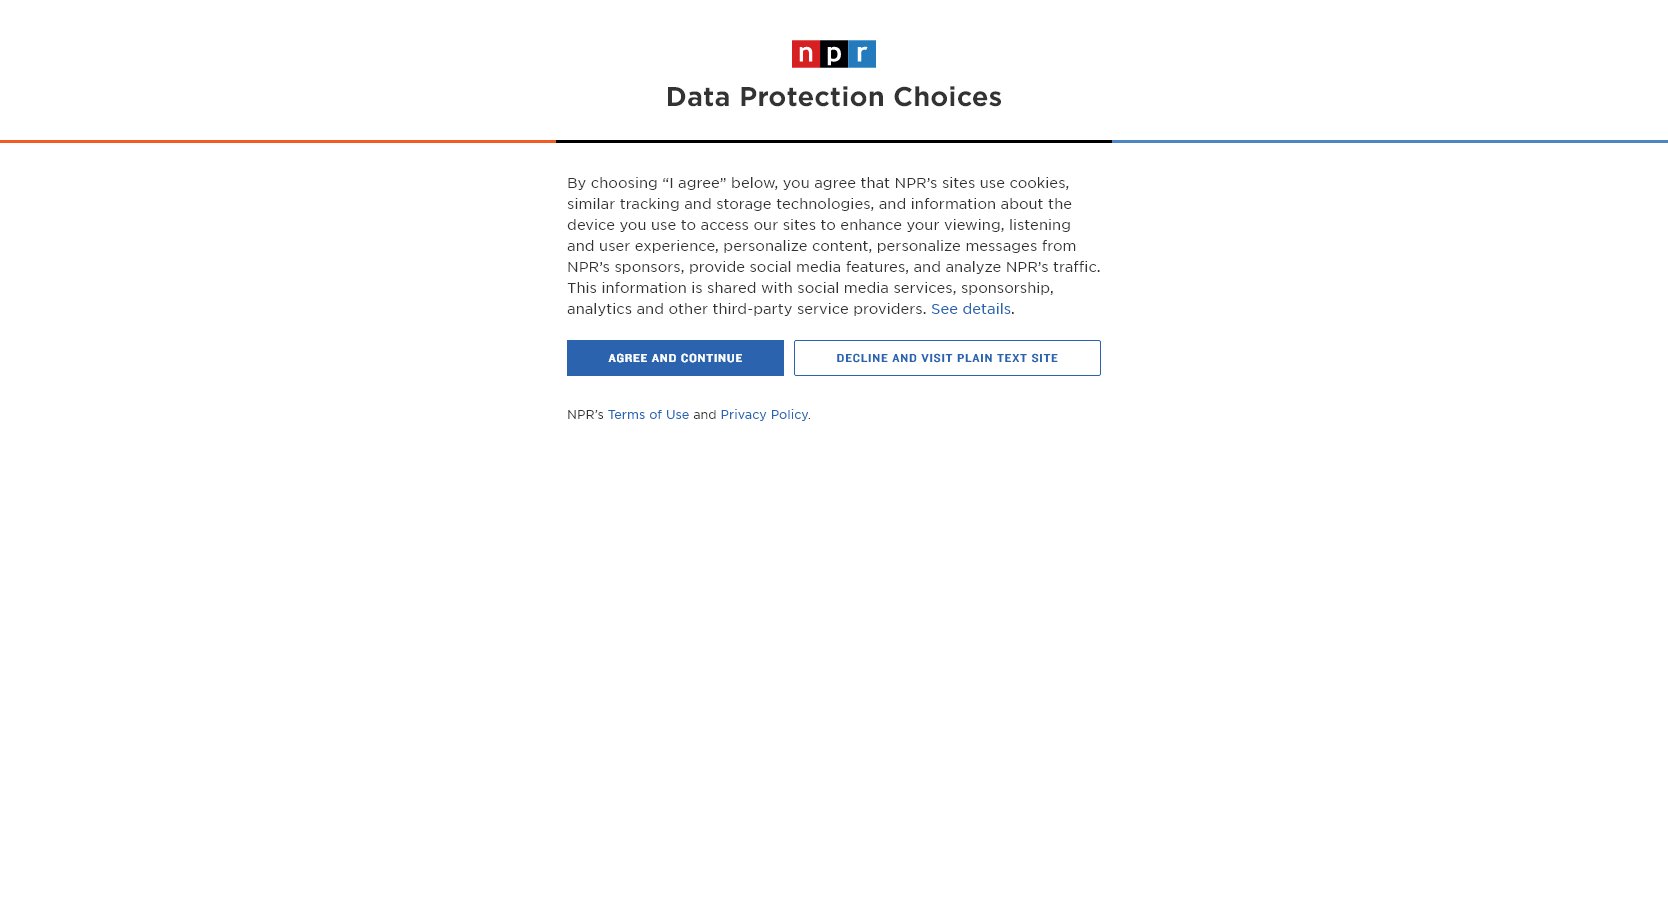 npr
Data Protection Choices
By choosing “I agree” below, you agree that NPR’s sites use cookies,
similar tracking and storage technologies, and information about the
device you use to access our sites to enhance your viewing, listening
and user experience, personalize content, personalize messages from
NPR’s sponsors, provide social media features, and analyze NPR’s traffic.
This information is shared with social media services, sponsorship,
analytics and other third-party service providers. See details.
AGREE AND CONTINUE DECLINE AND VISIT PLAIN TEXT SITE
NPR’s Terms of Use and Privacy Policy.